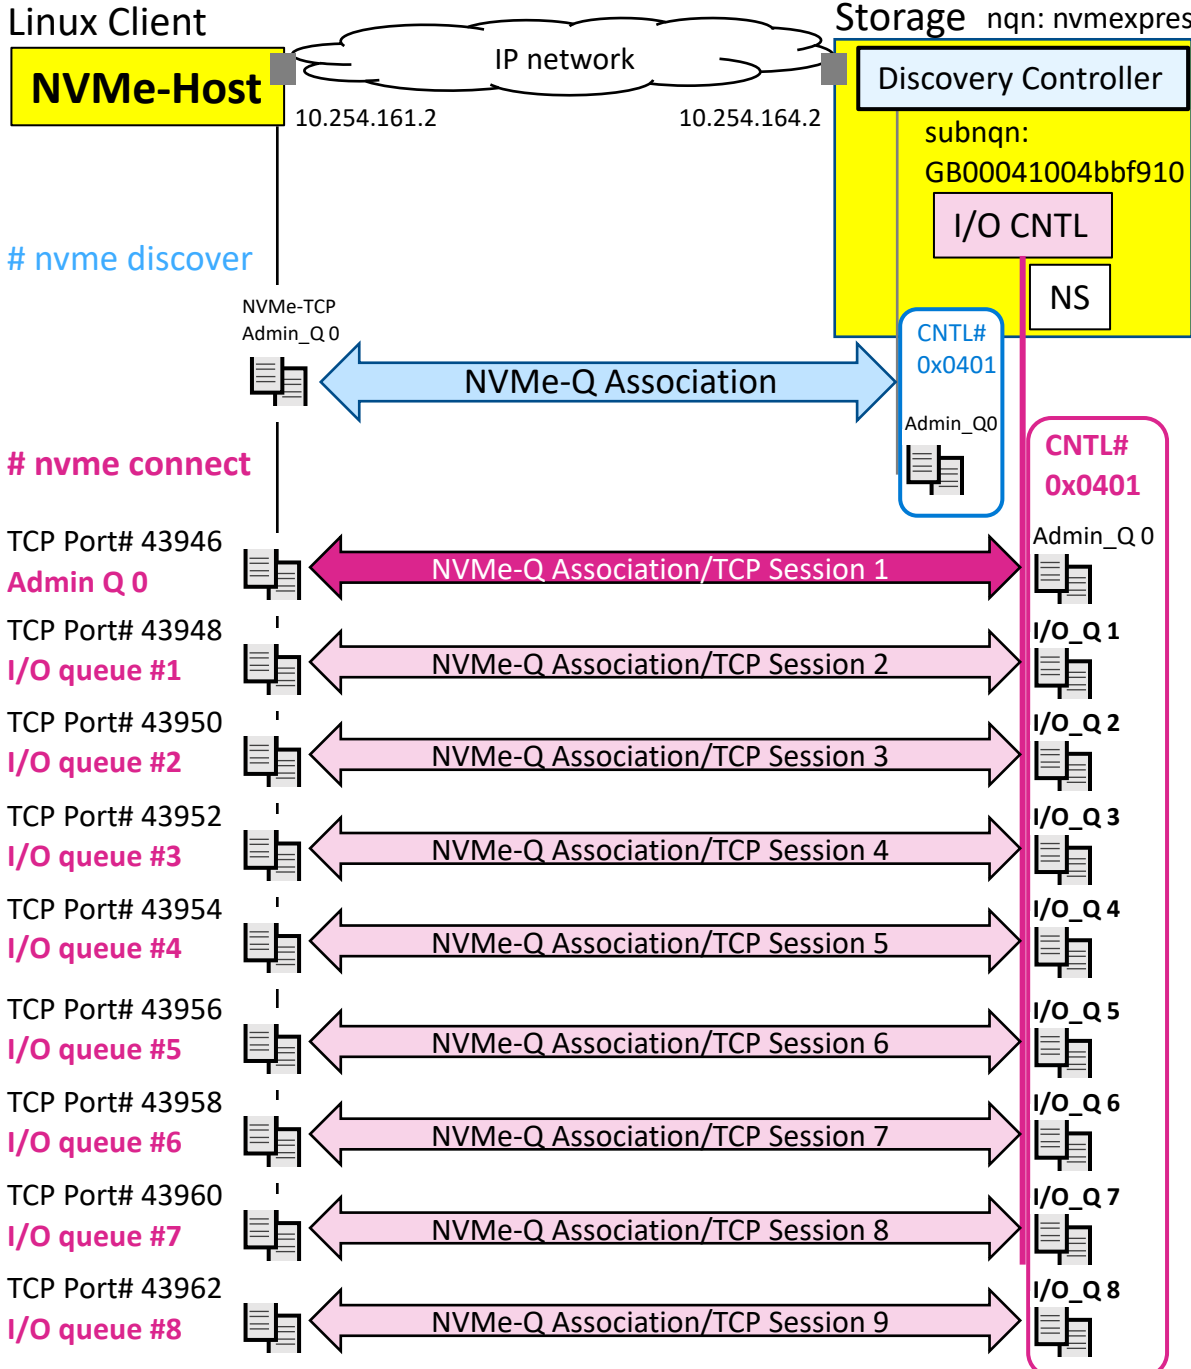 Linux Client
Storage nqn: nvmexpres
NVMe-Host
IP network
Discovery Controller
10.254.161.2
10.254.164.2
subnqn:
GB00041004bbf910
I/O CNTL
# nvme discover
NS
NVMe-TCP
Admin_Q 0
CNTL#
0x0401
NVMe-Q Association
Admin_Q0
# nvme connect
CNTL#
0x0401
TCP Port# 43946
Admin Q 0
NVMe-Q Association/TCP Session 1
Admin_Q 0
TCP Port# 43948
I/O queue #1
NVMe-Q Association/TCP Session 2
I/O_Q 1
TCP Port# 43950
I/O queue #2
NVMe-Q Association/TCP Session 3
I/O_Q 2
TCP Port# 43952
I/O queue #3
NVMe-Q Association/TCP Session 4
I/O_Q 3
TCP Port# 43954
I/O queue #4
NVMe-Q Association/TCP Session 5
I/O_Q 4
TCP Port# 43956
I/O queue #5
NVMe-Q Association/TCP Session 6
I/O_Q 5
TCP Port# 43958
I/O queue #6
NVMe-Q Association/TCP Session 7
I/O_Q 6
TCP Port# 43960
I/O queue #7
NVMe-Q Association/TCP Session 8
I/O_Q 7
TCP Port# 43962
I/O queue #8
NVMe-Q Association/TCP Session 9
I/O_Q 8